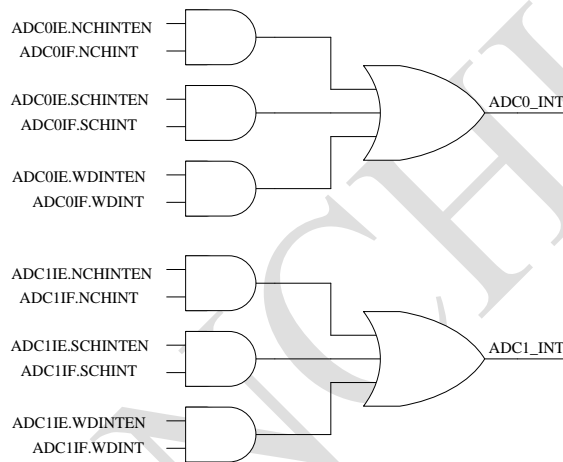 ADC0IE.NCHINTEN
ADC0IF.NCHINT
ADC0IE.SCHINTEN
ADC0IF.SCHINT
ADC0_INT
ADC0IE.WDINTEN
ADC0IF.WDINT
ADC1IE.NCHINTEN
ADC1IF.NCHINT
ADC1IE.SCHINTEN
ADC1IF.SCHINT
ADC1_INT
ADC1IE.WDINTEN
ADC1IF.WDINT
NCH